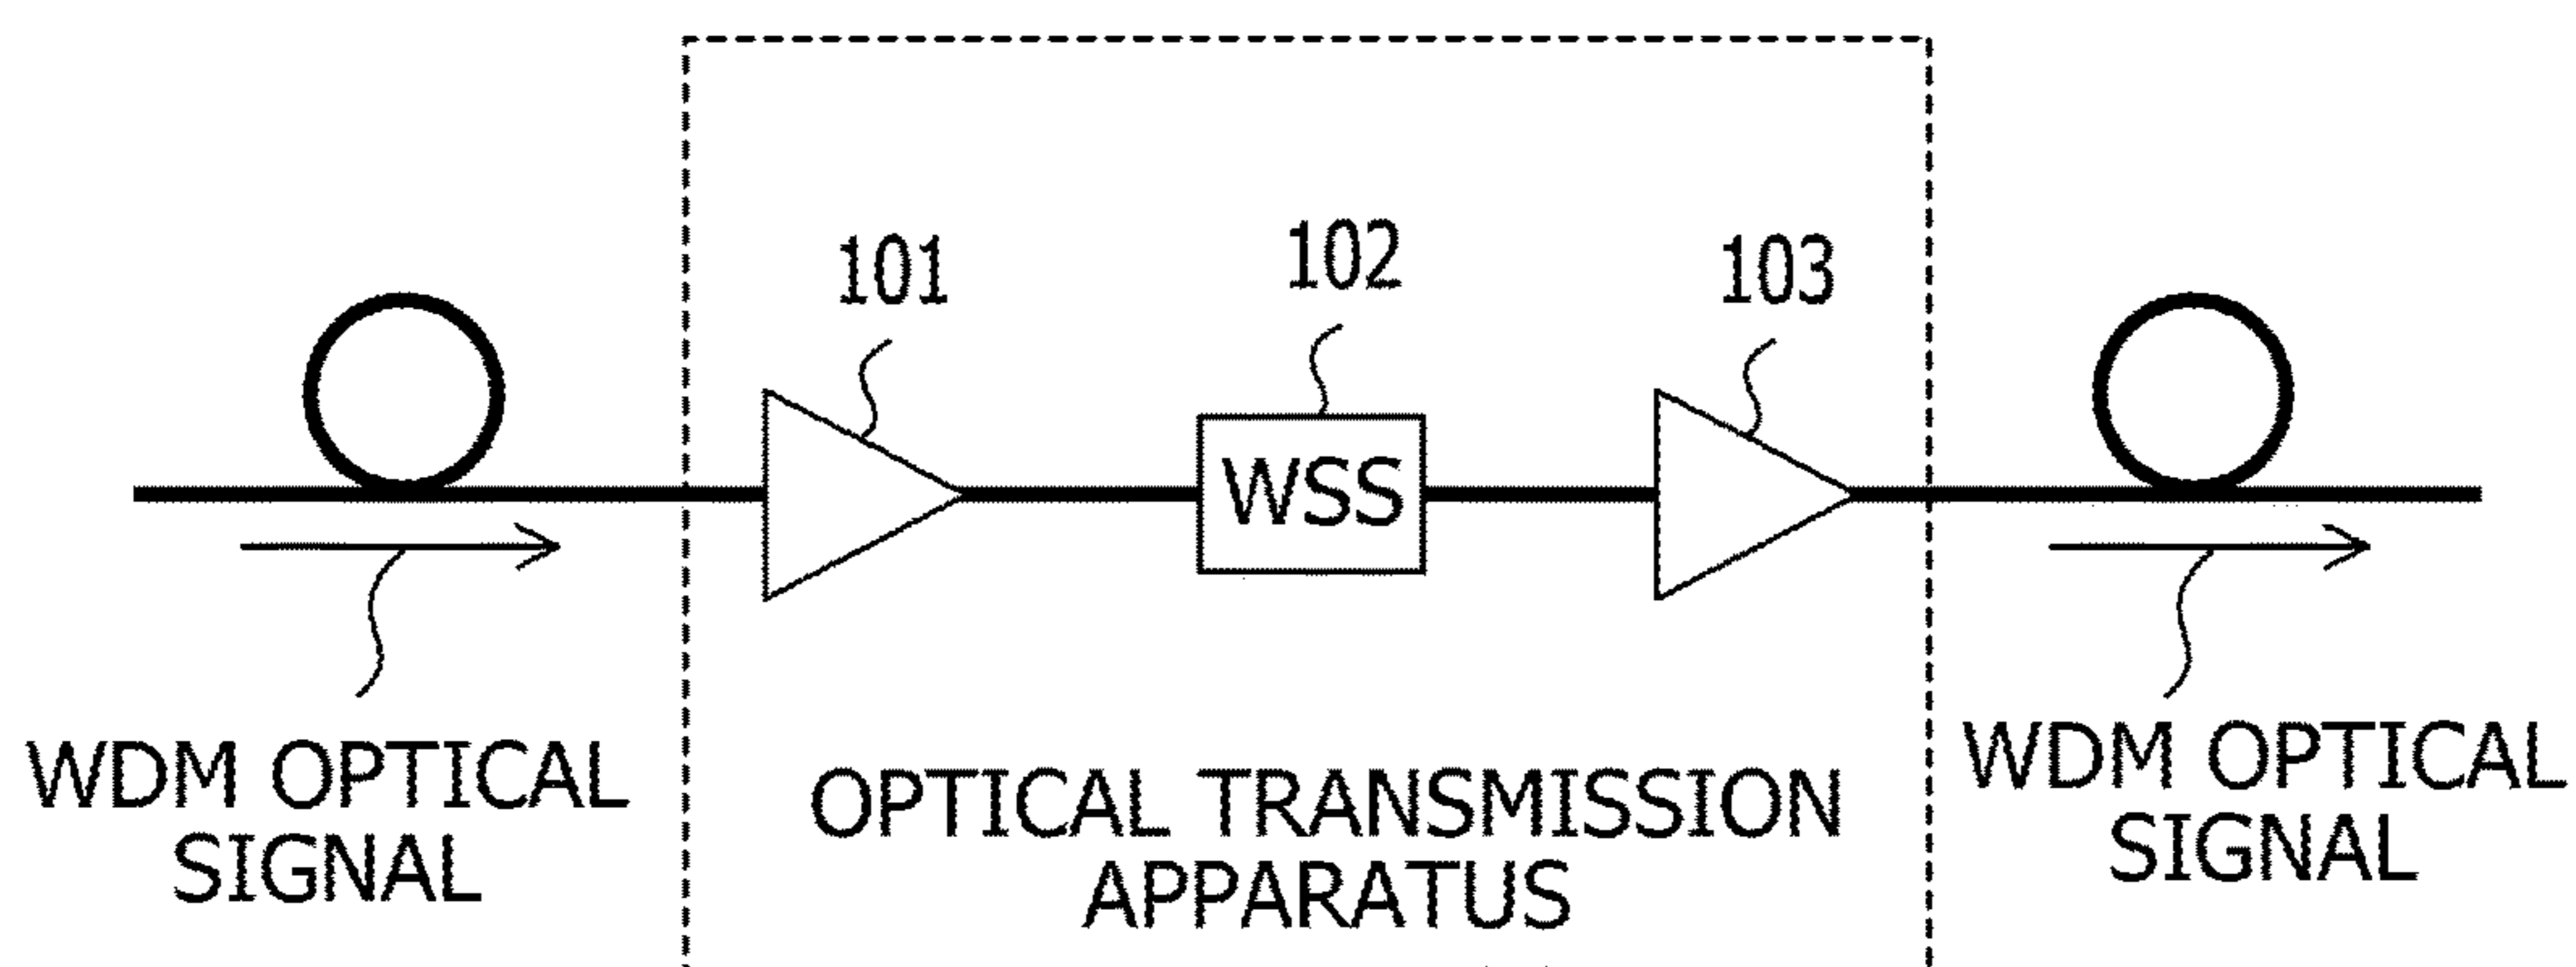 101
102
103
WSS
WDM OPTICAL
SIGNAL
OPTICAL TRANSMISSION
APPARATUS
WDM OPTICAL
SIGNAL